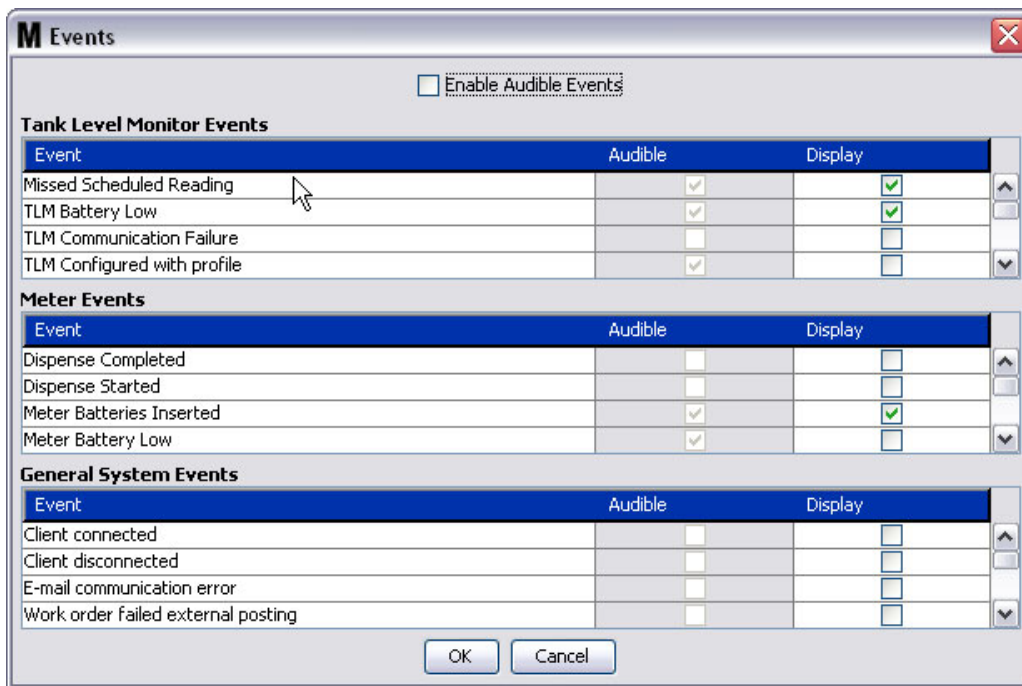 M Events
Enable Audible Events
Tank Level Monitor Events
Event Audible Display
Missed Scheduled Reading
TLM Battery Low
TLM Communication Failure
TLM Configured with profile
Meter Events
Event Audible Display
Dispense Completed
Dispense Started
Meter Batteries Inserted
Meter Battery Low
General System Events
Event Audible Display
Client connected
Client disconnected
E-mail communication error
Work order failed external posting
OK Cancel